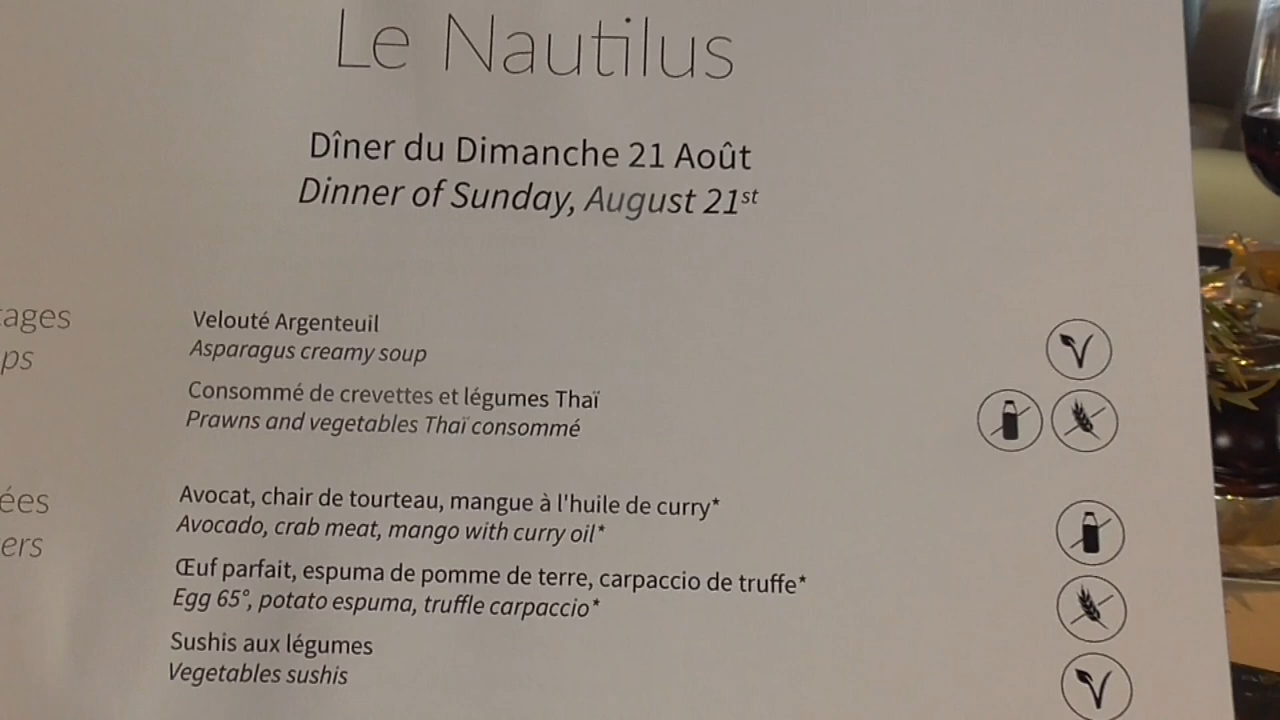 Le Nautilus
Dîner du Dimanche 21 Août
Dinner of Sunday, August 21st
tages
ps
Velouté Argenteuil
Asparagus creamy soup
Consommé de crevettes et légumes Thaï
Prawns and vegetables Thaï consommé
ées
ers
Avocat, chair de tourteau, mangue à l'huile de curry*
Avocado, crab meat, mango with curry oil*
Œuf parfait, espuma de pomme de terre, carpaccio de truffe*
Egg 65°, potato espuma, truffle carpaccio*
Sushis aux légumes
Vegetables sushis